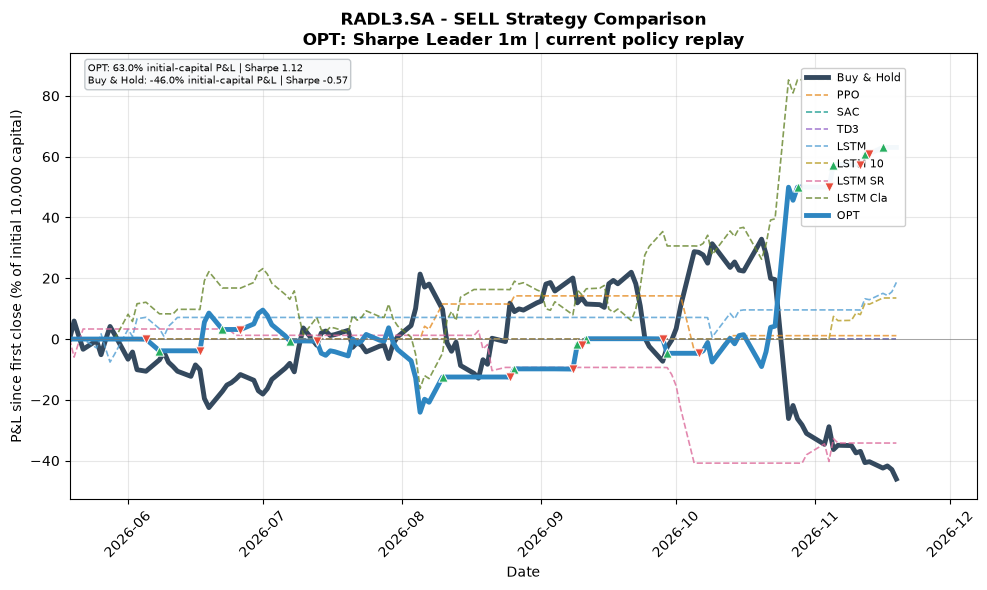 RADL3.SA - SELL Strategy Comparison
OPT: Sharpe Leader 1m | current policy replay
OPT: 63.0% initial-capital P&L | Sharpe 1.12
Buy & Hold: -46.0% initial-capital P&L | Sharpe -0.57
Buy & Hold
PPO
SAC
TD3
LSTM
LSTM 10
LSTM SR
LSTM Cla
OPT
P&L since first close (% of initial 10,000 capital)
80
60
40
20
0
−20
−40
2026-06
2026-07
2026-08
2026-09
2026-10
2026-11
2026-12
Date